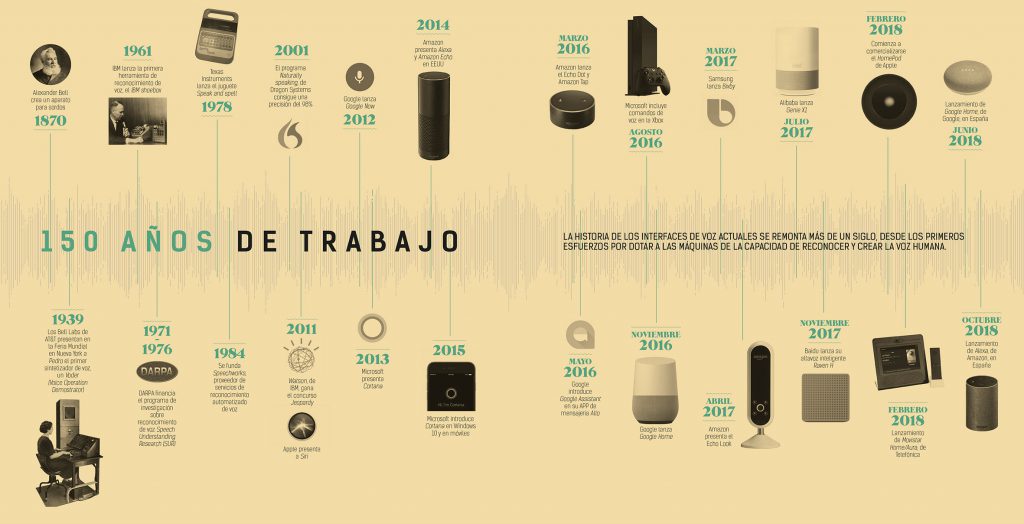 Alexander Bell
crea un aparato
para sordos
1870
1961
IBM lanza la primera
herramienta de
reconocimiento de
voz, el IBM shoebox
Texas
Instruments
lanza el juguete
Speak and spell
1978
2001
El programa
Naturally
speaking, de
Dragon Systems
consigue una
precisión del 98%
Google lanza
Google Now
2012
2014
Amazon
presenta Alexa
y Amazon Echo
en EEUU
MARZO
2016
Amazon lanza
el Echo Dot y
Amazon Tap
Microsoft incluye
comandos de
voz en la Xbox
AGOSTO
2016
MARZO
2017
Samsung
lanza Bixby
Alibaba lanza
Genie X1
JULIO
2017
FEBRERO
2018
Comienza a
comercializarse
el HomePod
de Apple
Lanzamiento de
Google Home, de
Google, en España
JUNIO
2018
150 AÑOS DE TRABAJO
LA HISTORIA DE LOS INTERFACES DE VOZ ACTUALES SE REMONTA MÁS DE UN SIGLO, DESDE LOS PRIMEROS
ESFUERZOS POR DOTAR A LAS MÁQUINAS DE LA CAPACIDAD DE RECONOCER Y CREAR LA VOZ HUMANA.
1939
Los Bell Labs de
AT&T presentan en
la Feria Mundial
en Nueva York a
Pedro el primer
sintetizador de voz,
un Voder
(Voice Operation
Demostrator)
1971
-
1976
DARPA
DARPA financia
el programa de
investigación
sobre
reconocimiento
de voz Speech
Understanding
Research (SUR)
1984
Se funda
Speechworks,
proveedor de
servicios de
reconocimiento
automatizado
de voz
2011
Watson, de
IBM, gana
el concurso
Jeopardy
Apple presenta
a Siri
2013
Microsoft
presenta
Cortana
2015
Microsoft introduce
Cortana en Windows
10 y en móviles
MAYO
2016
Google
introduce
Google Assistant
en su APP de
mensajería Allo
NOVIEMBRE
2016
Google lanza
Google Home
ABRIL
2017
Amazon
presenta el
Echo Look
NOVIEMBRE
2017
Baidu lanza su
altavoz inteligente
Raven H
FEBRERO
2018
Lanzamiento
de Movistar
Home/Aura, de
Telefónica
OCTUBRE
2018
Lanzamiento
de Alexa, de
Amazon, en
España